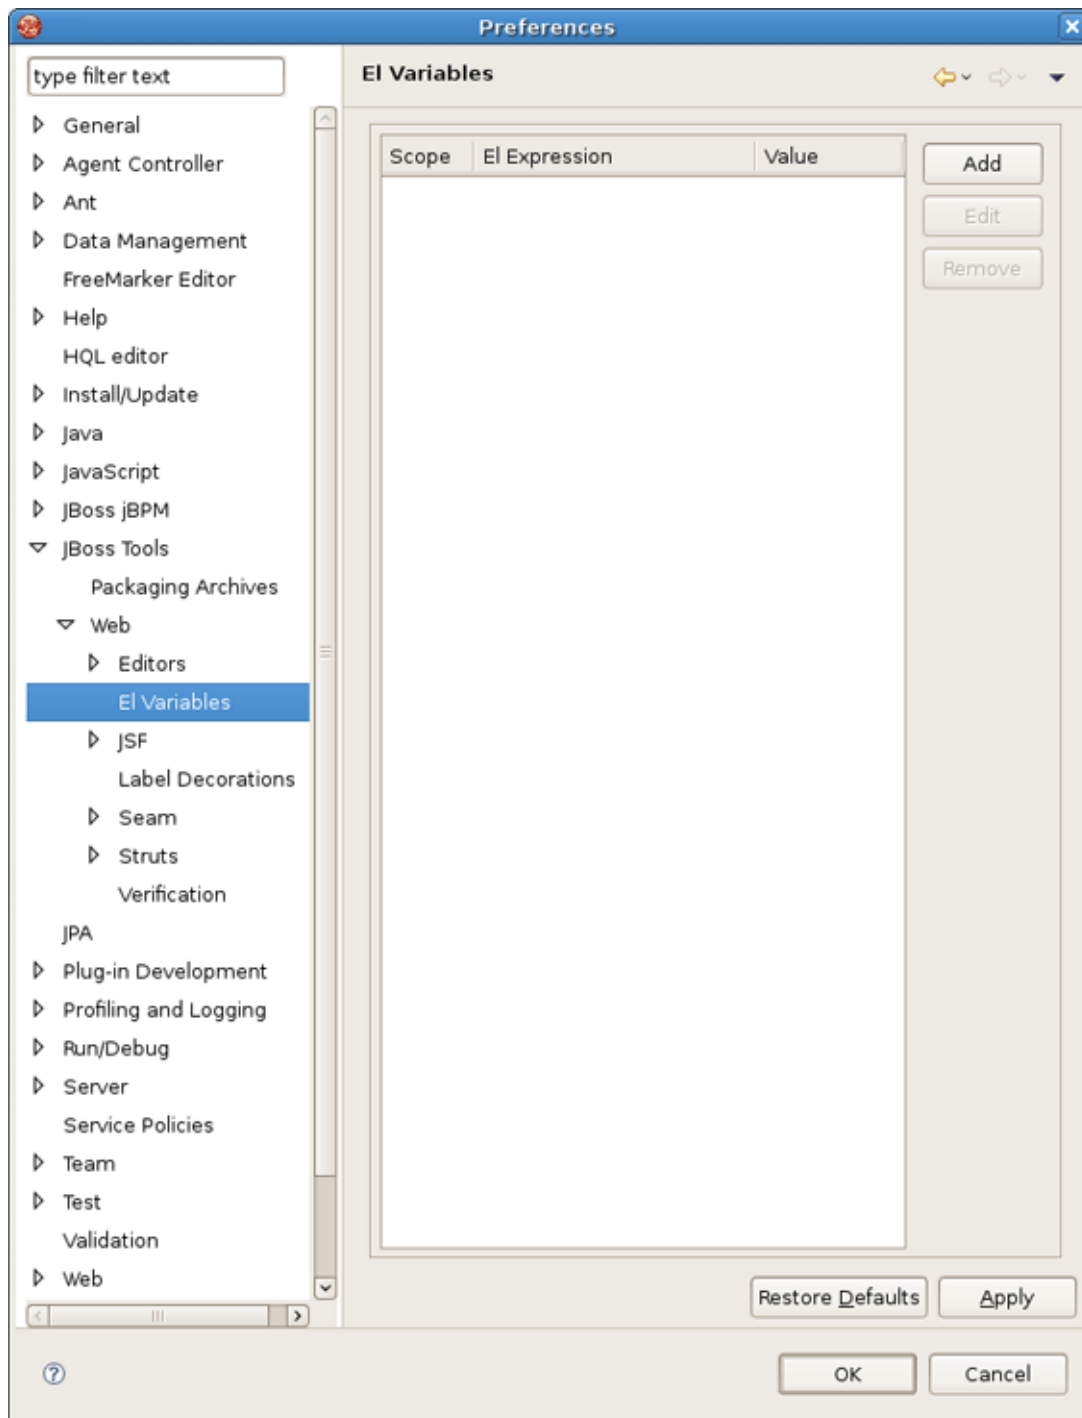 Preferences
type filter text
General
Agent Controller
Ant
Data Management
FreeMarker Editor
Help
HQL editor
Install/Update
Java
JavaScript
JBoss jBPM
JBoss Tools
Packaging Archives
Web
Editors
El Variables
JSF
Label Decorations
Seam
Struts
Verification
JPA
Plug-in Development
Profiling and Logging
Run/Debug
Server
Service Policies
Team
Test
Validation
Web
El Variables
Scope El Expression Value
Add
Edit
Remove
Restore Defaults Apply
OK Cancel